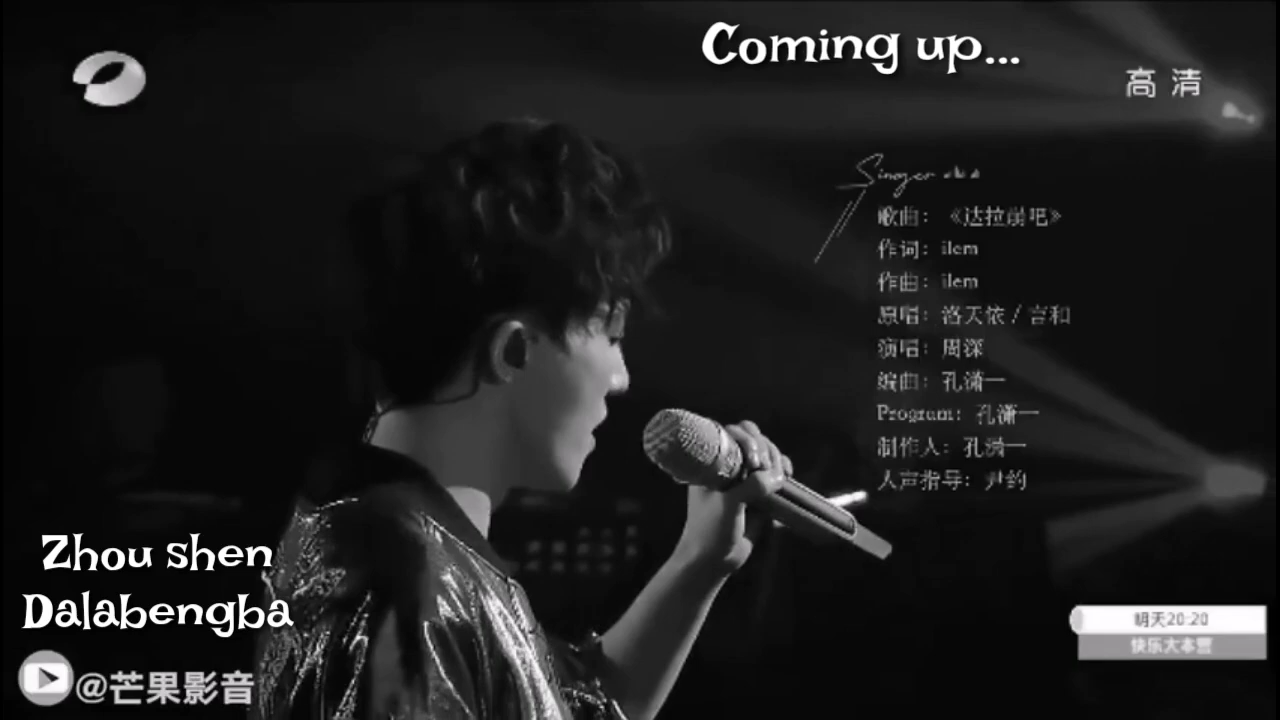 Coming up...
高清
Singer
歌曲：《达拉崩吧》
作词：ilem
作曲：ilem
原唱：洛天依 / 言和
演唱：周深
编曲：孔潇一
Program：孔潇一
制作人：孔潇一
人声指导：尹约
Zhou shen
Dalabengba
@芒果影音
明天20:20
快乐大本营